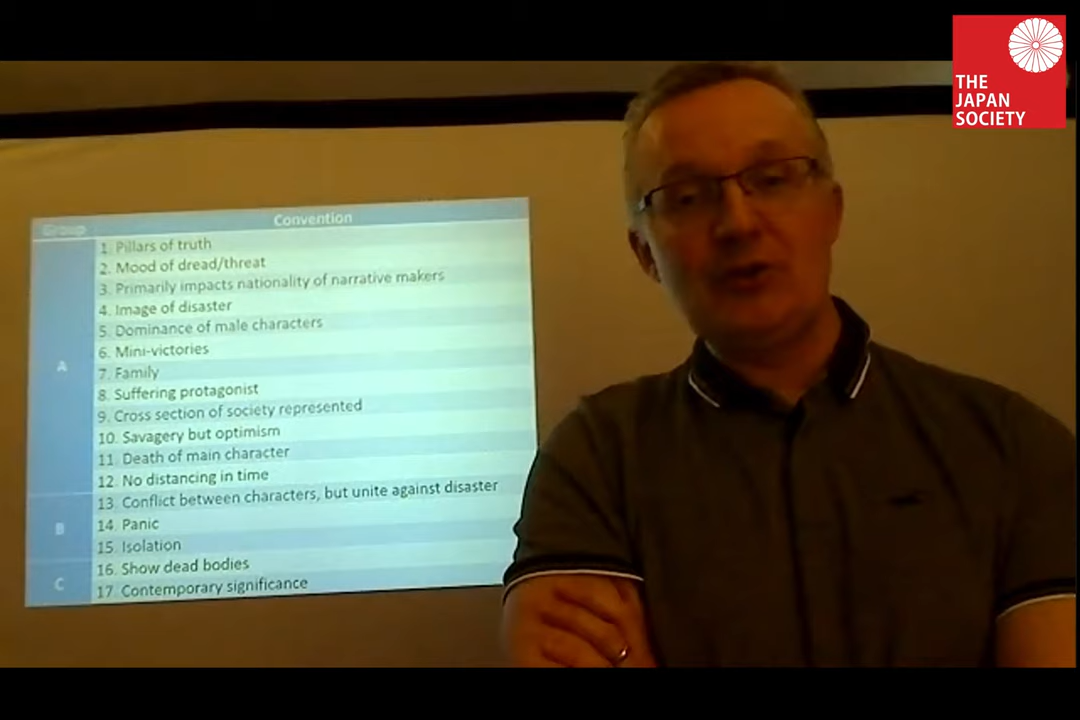 THE
JAPAN
SOCIETY
Group Convention
A
1. Pillars of truth
2. Mood of dread/threat
3. Primarily impacts nationality of narrative makers
4. Image of disaster
5. Dominance of male characters
6. Mini-victories
7. Family
8. Suffering protagonist
9. Cross section of society represented
10. Savagery but optimism
11. Death of main character
12. No distancing in time
B
13. Conflict between characters, but unite against disaster
14. Panic
15. Isolation
C
16. Show dead bodies
17. Contemporary significance